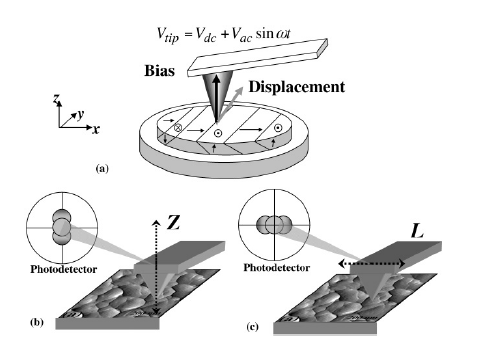 V_tip = V_dc + V_ac sin ωt
Bias
Displacement
z
y
x
(a)
Z
L
Photodetector
Photodetector
(b)
(c)